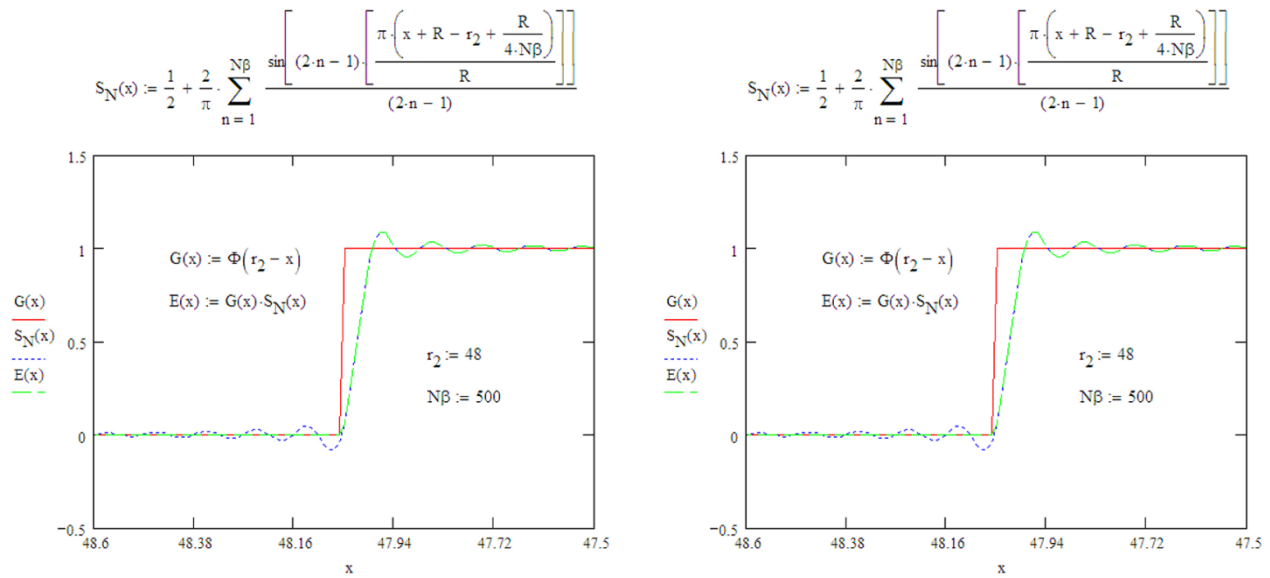 S_N(x) := 1/2 + 2/π · ∑_{n = 1}^{Nβ} sin[(2·n − 1)·[π·(x + R − r_2 + R/(4·Nβ))/R]]/(2·n − 1)
1.5
1
0.5
0
−0.5
G(x) := Φ(r_2 − x)
E(x) := G(x)·S_N(x)
G(x)
S_N(x)
E(x)
r_2 := 48
Nβ := 500
48.6 48.38 48.16 47.94 47.72 47.5
x
S_N(x) := 1/2 + 2/π · ∑_{n = 1}^{Nβ} sin[(2·n − 1)·[π·(x + R − r_2 + R/(4·Nβ))/R]]/(2·n − 1)
1.5
1
0.5
0
−0.5
G(x) := Φ(r_2 − x)
E(x) := G(x)·S_N(x)
G(x)
S_N(x)
E(x)
r_2 := 48
Nβ := 500
48.6 48.38 48.16 47.94 47.72 47.5
x